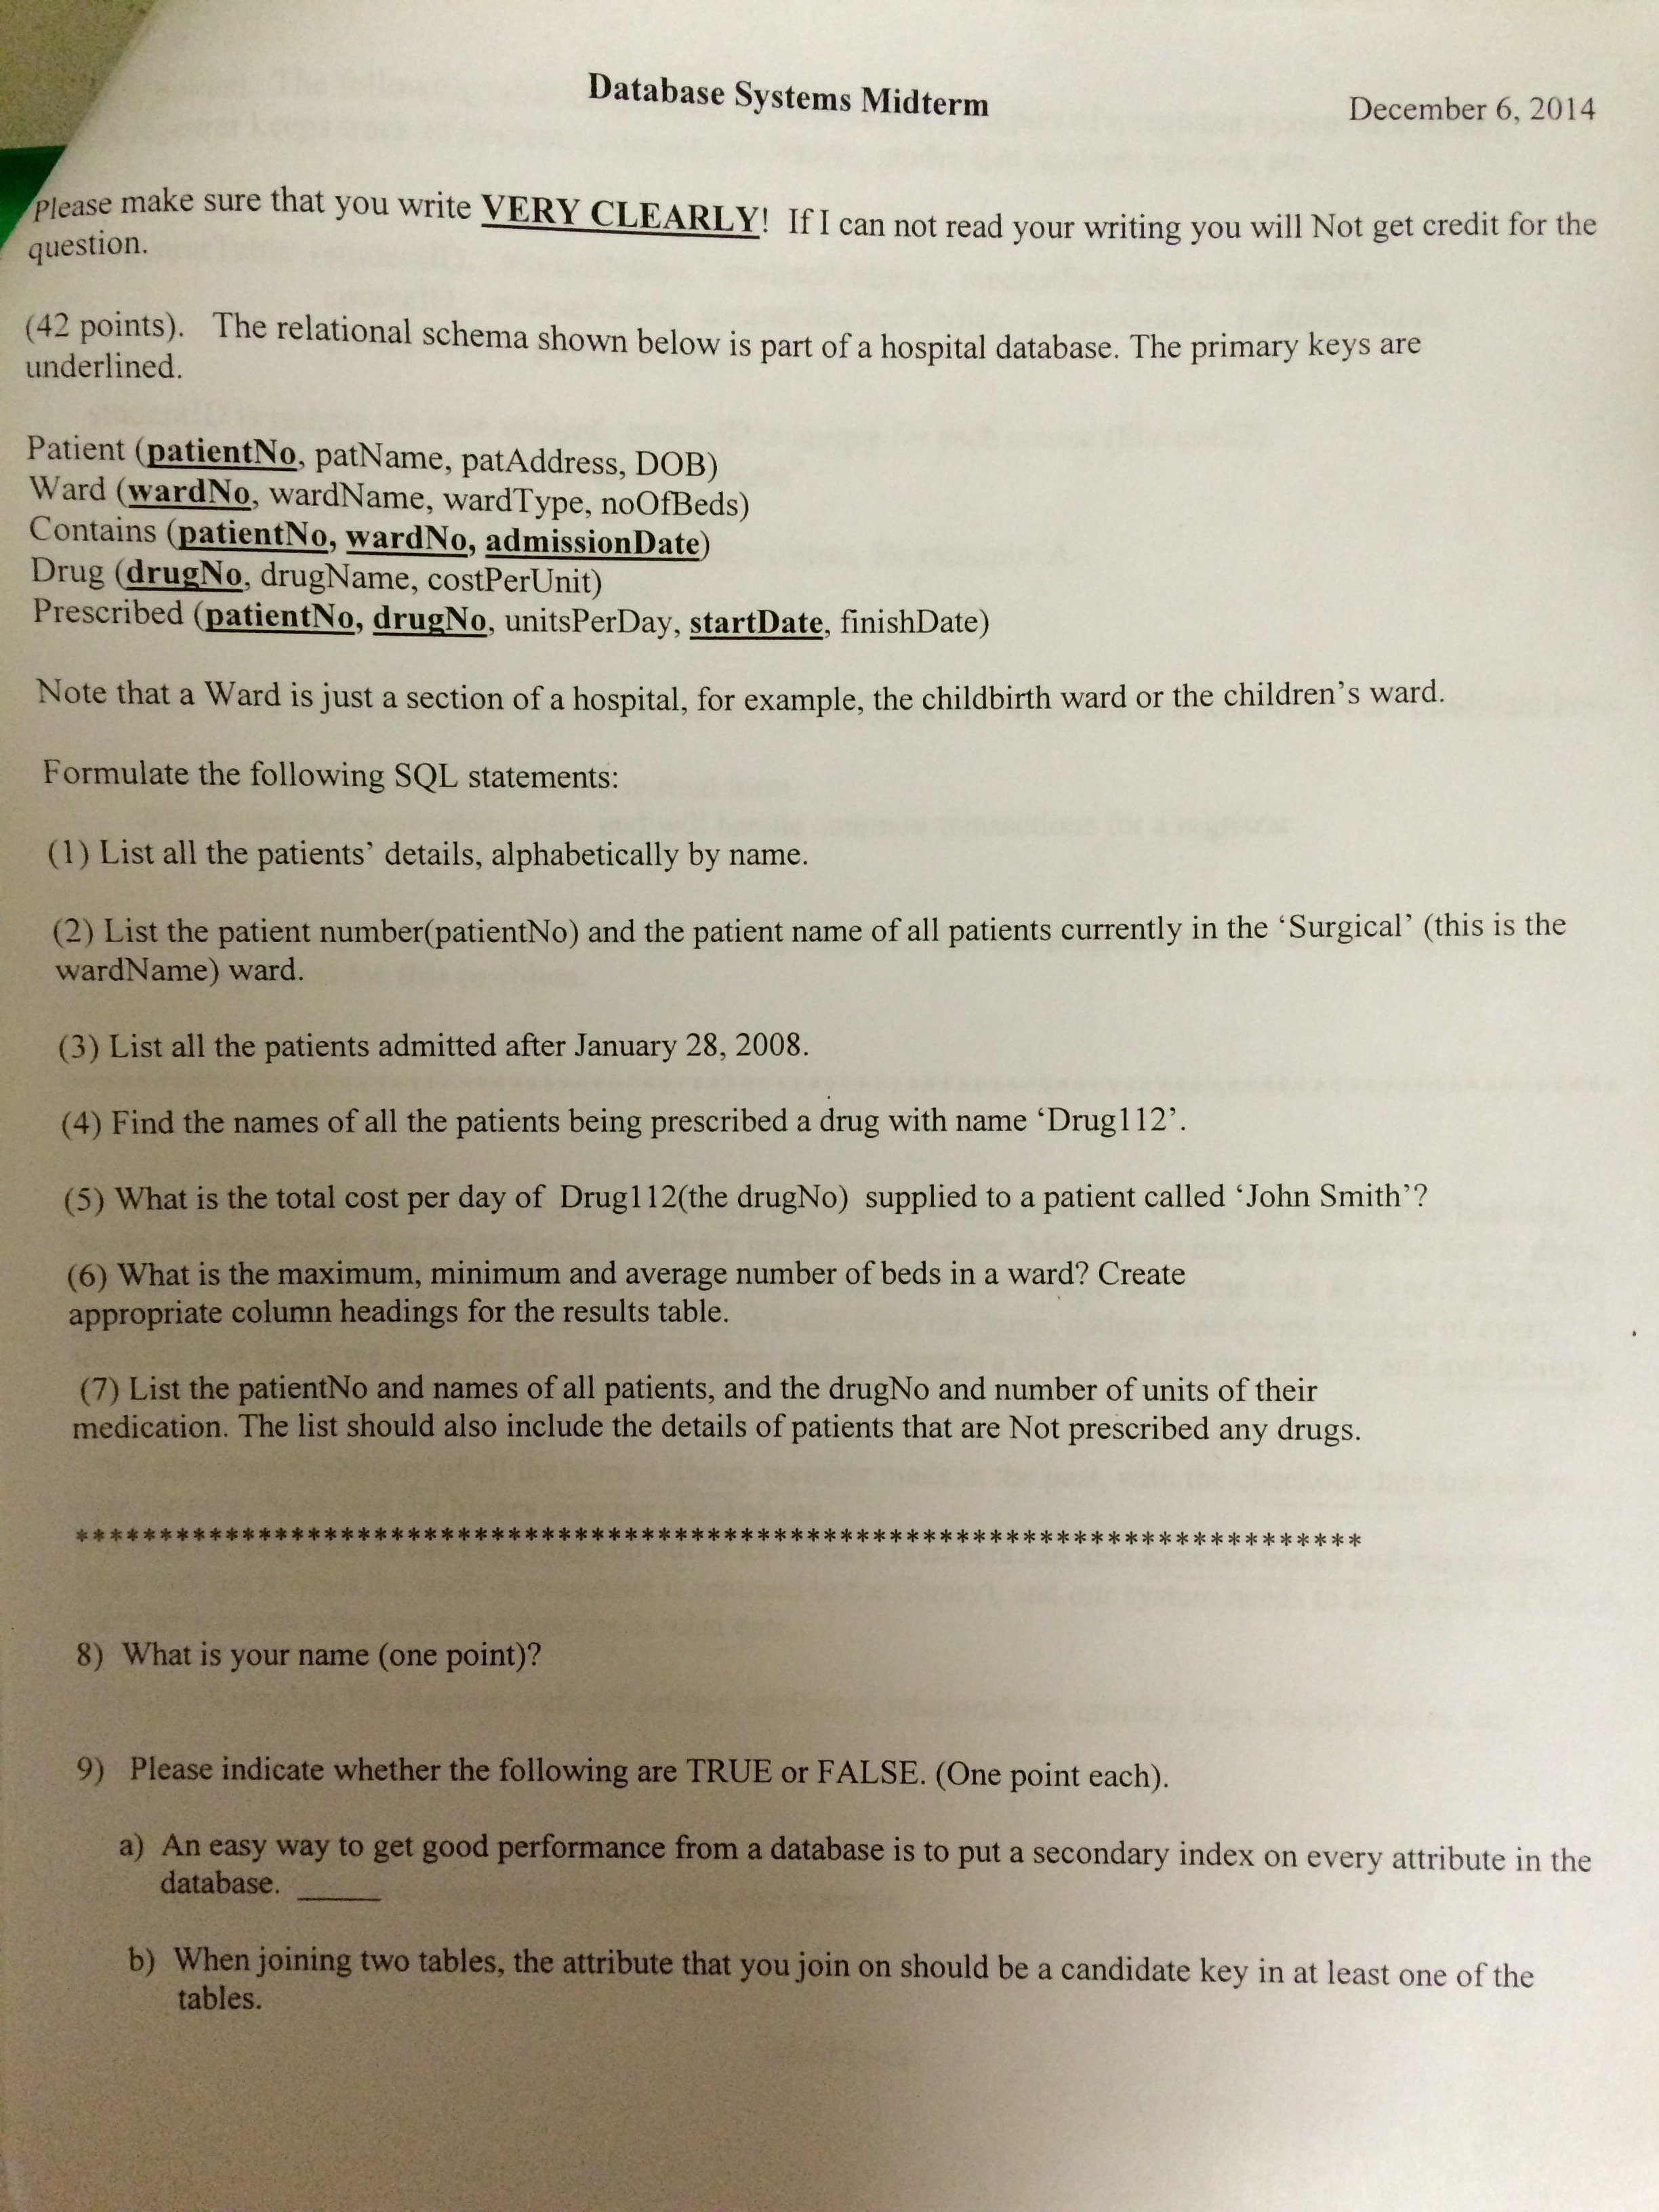 Database Systems Midterm
December 6, 2014
Please make sure that you write VERY CLEARLY! If I can not read your writing you will Not get credit for the
question.
(42 points). The relational schema shown below is part of a hospital database. The primary keys are
underlined.
Patient (patientNo, patName, patAddress, DOB)
Ward (wardNo, wardName, wardType, noOfBeds)
Contains (patientNo, wardNo, admissionDate)
Drug (drugNo, drugName, costPerUnit)
Prescribed (patientNo, drugNo, unitsPerDay, startDate, finishDate)
Note that a Ward is just a section of a hospital, for example, the childbirth ward or the children's ward.
Formulate the following SQL statements:
(1) List all the patients' details, alphabetically by name.
(2) List the patient number(patientNo) and the patient name of all patients currently in the 'Surgical' (this is the
wardName) ward.
(3) List all the patients admitted after January 28, 2008.
(4) Find the names of all the patients being prescribed a drug with name 'Drug112'.
(5) What is the total cost per day of Drug112(the drugNo) supplied to a patient called 'John Smith'?
(6) What is the maximum, minimum and average number of beds in a ward? Create
appropriate column headings for the results table.
(7) List the patientNo and names of all patients, and the drugNo and number of units of their
medication. The list should also include the details of patients that are Not prescribed any drugs.
******************************************************************************
8) What is your name (one point)?
9) Please indicate whether the following are TRUE or FALSE. (One point each).
a) An easy way to get good performance from a database is to put a secondary index on every attribute in the
database. _____
b) When joining two tables, the attribute that you join on should be a candidate key in at least one of the
tables.